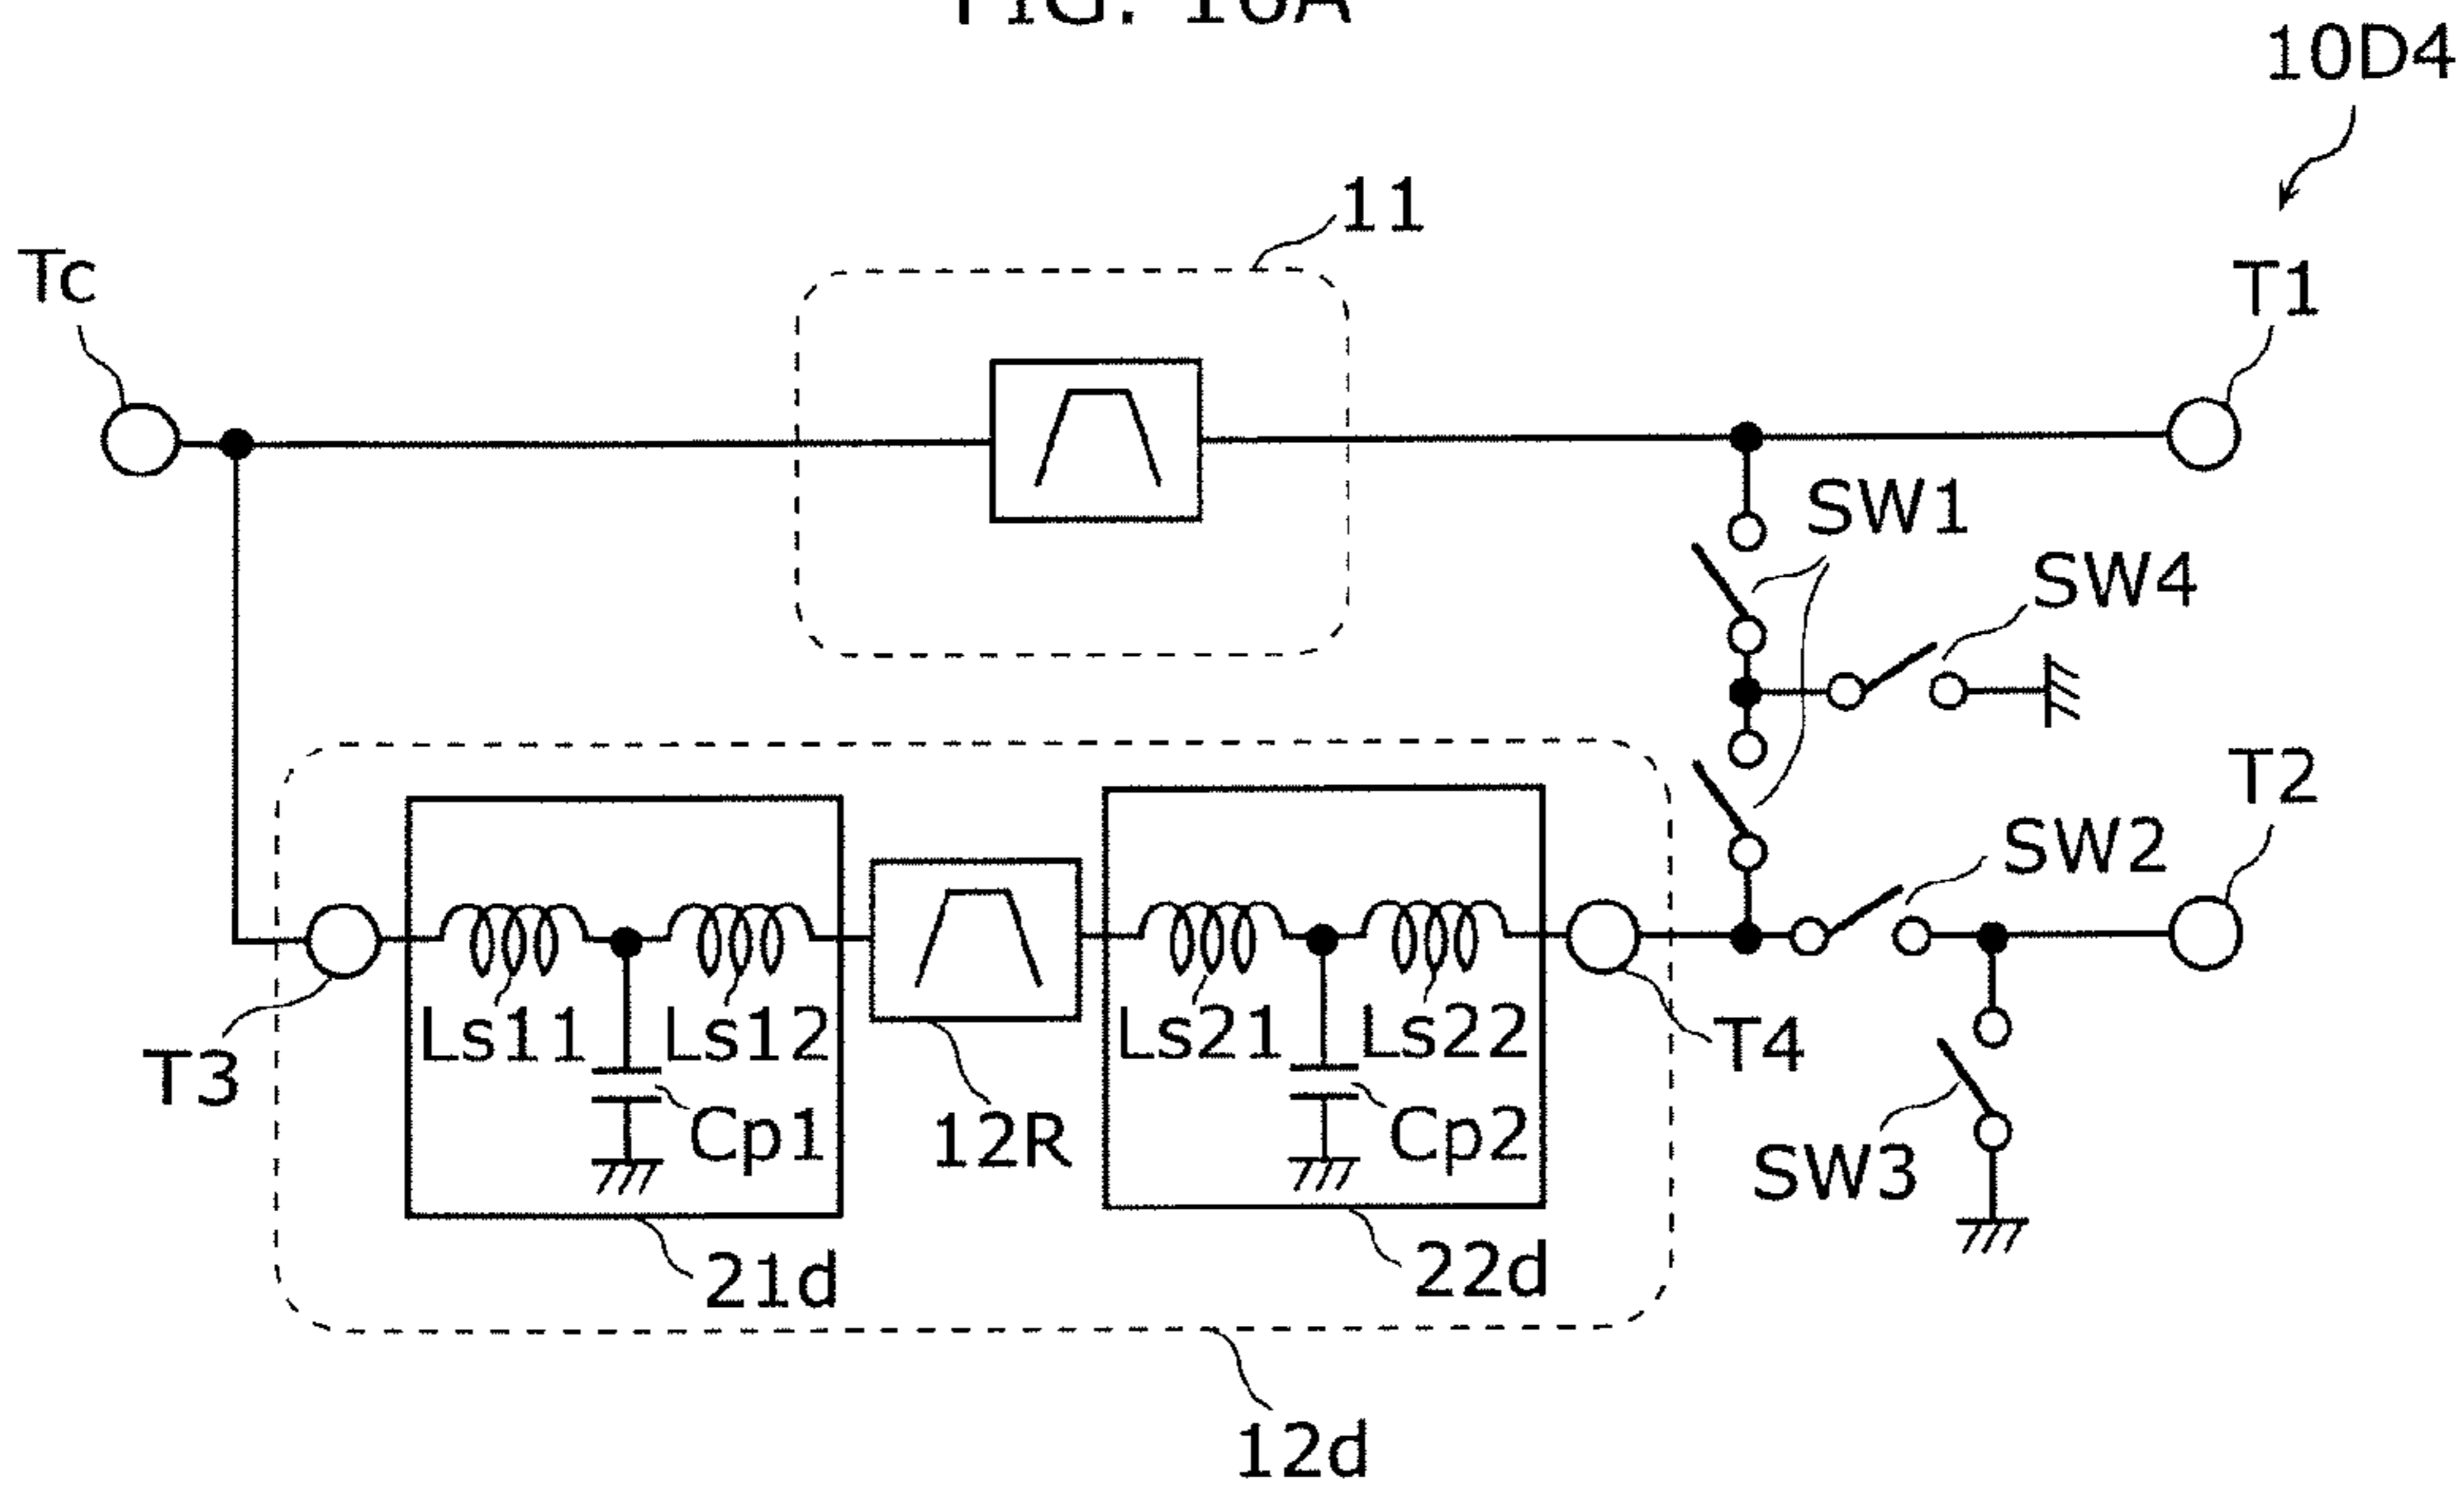 10D4
11
Tc
T1
SW1
SW4
T2
SW2
Ls11
Ls12
Ls21
Ls22
T3
T4
Cp1
12R
Cp2
SW3
21d
22d
12d